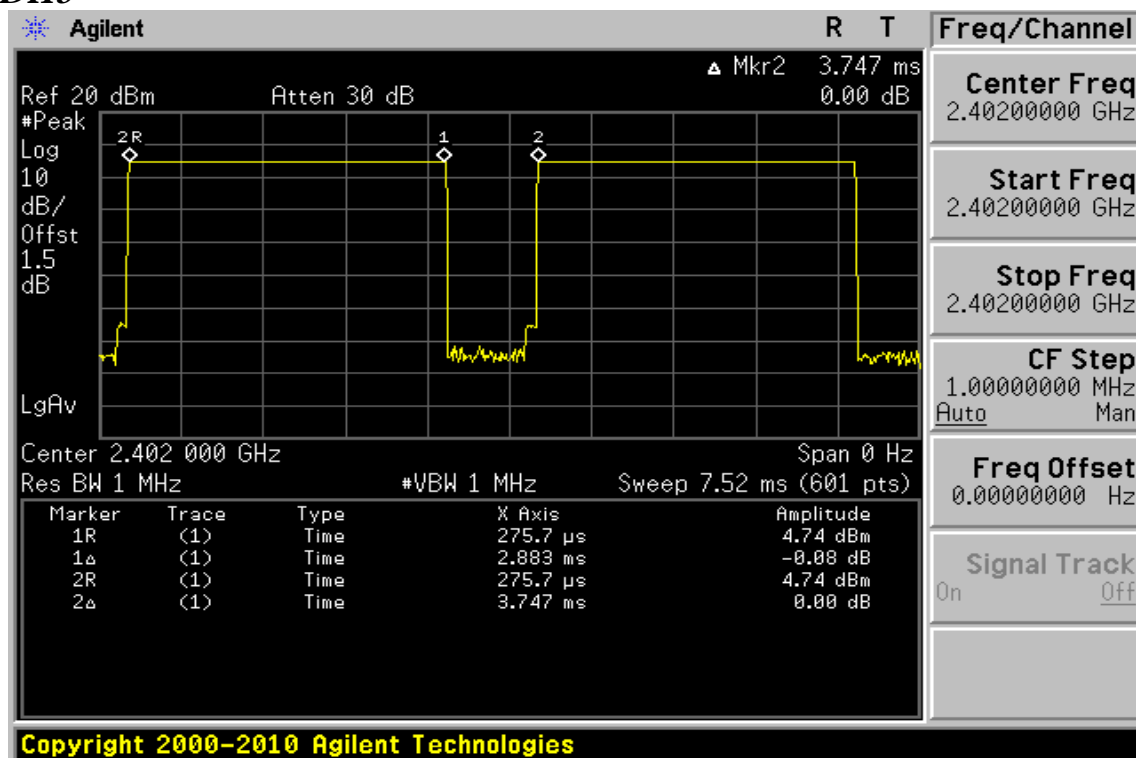 DH5
Agilent R T
Freq/Channel
Δ Mkr2 3.747 ms
Ref 20 dBm Atten 30 dB 0.00 dB
#Peak
Log
10
dB/
Offst
1.5
dB
LgAv
2R 1 2
Center 2.402 000 GHz Span 0 Hz
Res BW 1 MHz #VBW 1 MHz Sweep 7.52 ms (601 pts)
Marker Trace Type X Axis Amplitude
1R (1) Time 275.7 µs 4.74 dBm
1Δ (1) Time 2.883 ms -0.08 dB
2R (1) Time 275.7 µs 4.74 dBm
2Δ (1) Time 3.747 ms 0.00 dB
Center Freq
2.40200000 GHz
Start Freq
2.40200000 GHz
Stop Freq
2.40200000 GHz
CF Step
1.00000000 MHz
Auto Man
Freq Offset
0.00000000 Hz
Signal Track
On Off
Copyright 2000-2010 Agilent Technologies